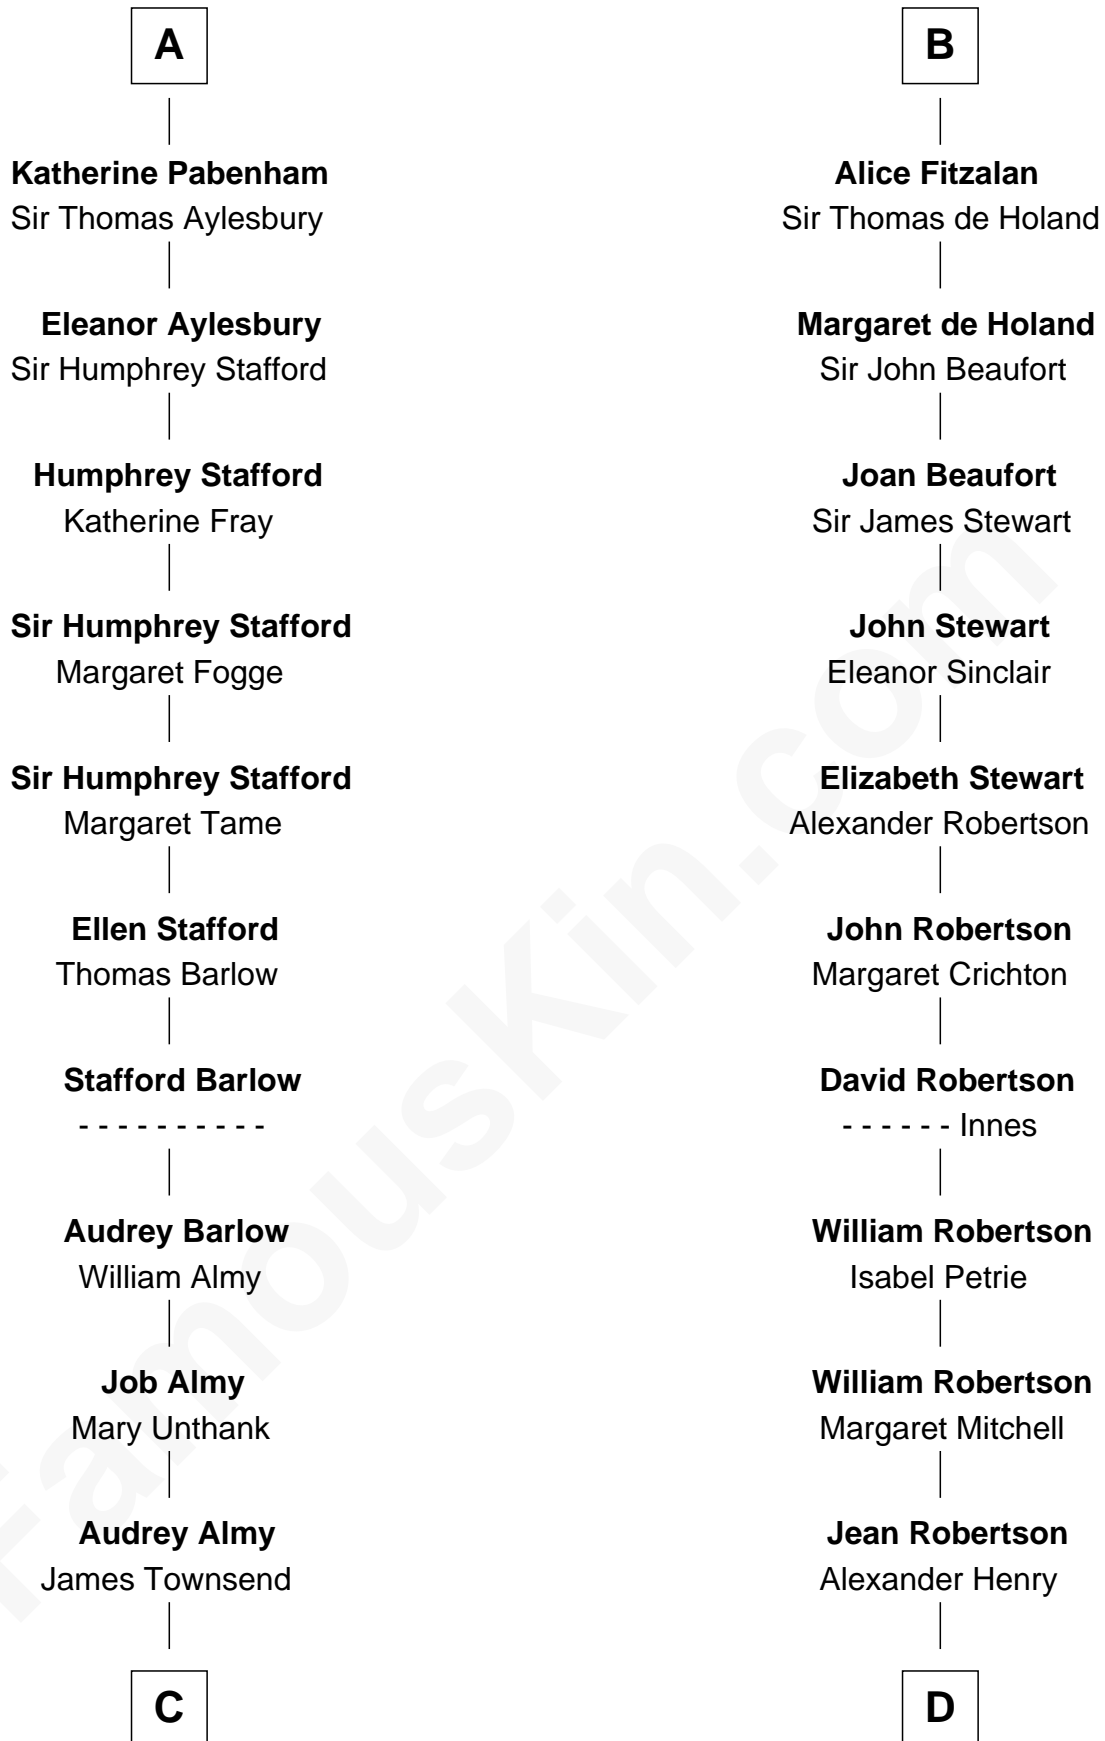 A
Katherine Pabenham
Sir Thomas Aylesbury
Eleanor Aylesbury
Sir Humphrey Stafford
Humphrey Stafford
Katherine Fray
Sir Humphrey Stafford
Margaret Fogge
Sir Humphrey Stafford
Margaret Tame
Ellen Stafford
Thomas Barlow
Stafford Barlow
- - - - - - - - - -
Audrey Barlow
William Almy
Job Almy
Mary Unthank
Audrey Almy
James Townsend
C
B
Alice Fitzalan
Sir Thomas de Holand
Margaret de Holand
Sir John Beaufort
Joan Beaufort
Sir James Stewart
John Stewart
Eleanor Sinclair
Elizabeth Stewart
Alexander Robertson
John Robertson
Margaret Crichton
David Robertson
- - - - - - Innes
William Robertson
Isabel Petrie
William Robertson
Margaret Mitchell
Jean Robertson
Alexander Henry
D
FamousKin.com